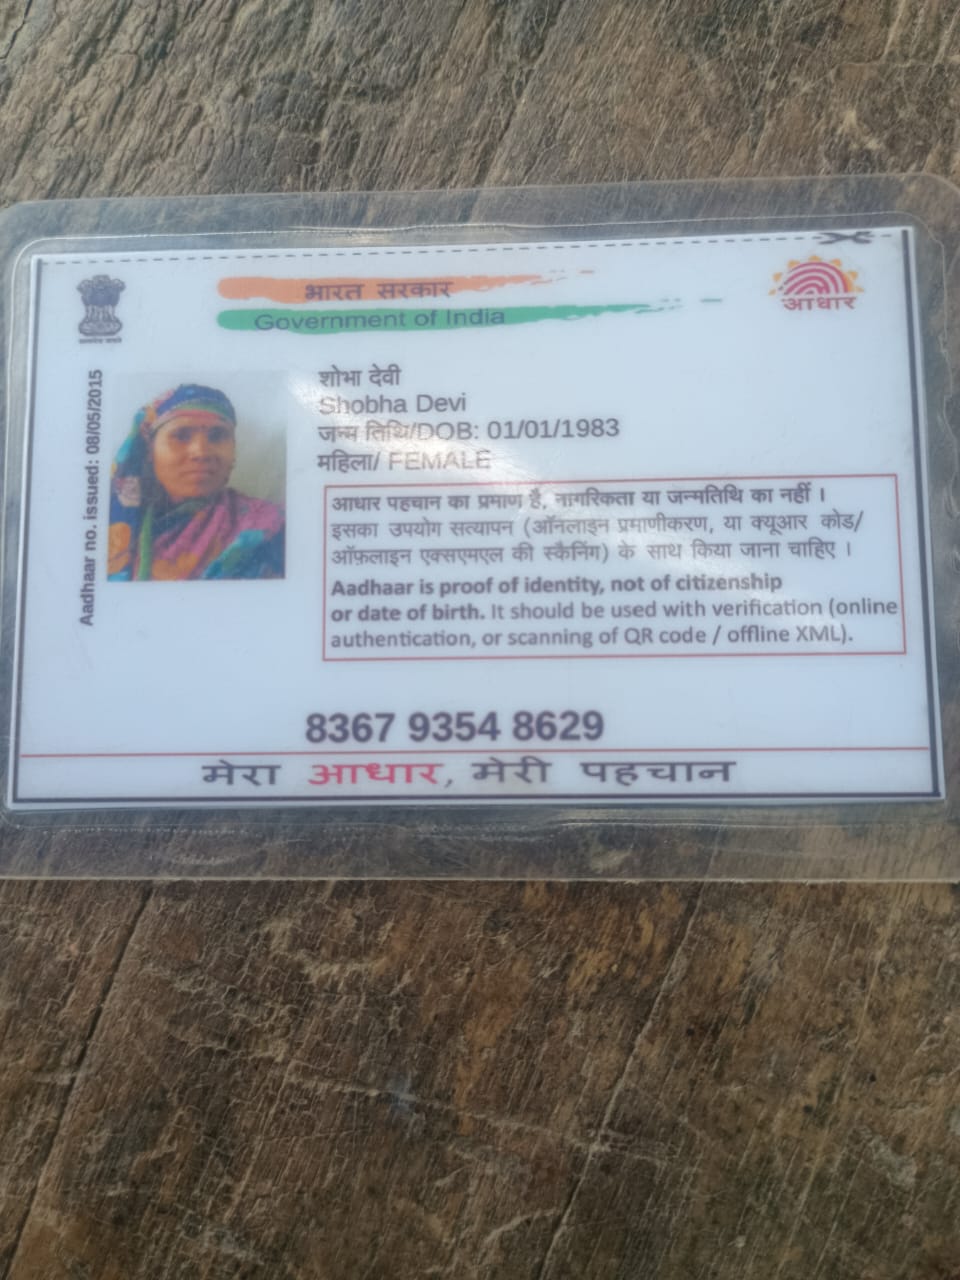 भारत सरकार
Government of India
आधार
Aadhaar no. issued: 08/05/2015
शोभा देवी
Shobha Devi
जन्म तिथि/DOB: 01/01/1983
महिला/ FEMALE
आधार पहचान का प्रमाण है, नागरिकता या जन्मतिथि का नहीं ।
इसका उपयोग सत्यापन (ऑनलाइन प्रमाणीकरण, या क्यूआर कोड/
ऑफ़लाइन एक्सएमएल की स्कैनिंग) के साथ किया जाना चाहिए ।
Aadhaar is proof of identity, not of citizenship
or date of birth. It should be used with verification (online
authentication, or scanning of QR code / offline XML).
8367 9354 8629
मेरा आधार, मेरी पहचान